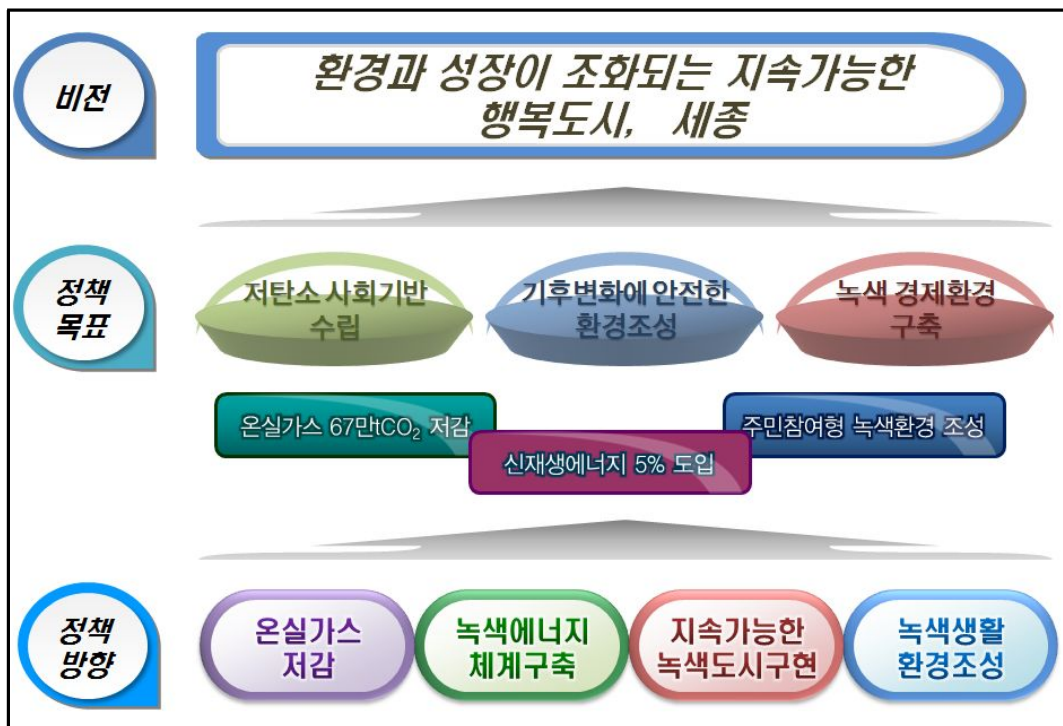 비전
환경과 성장이 조화되는 지속가능한
행복도시, 세종
정책
목표
저탄소 사회기반
수립
기후변화에 안전한
환경조성
녹색 경제환경
구축
온실가스 67만tCO₂ 저감
신재생에너지 5% 도입
주민참여형 녹색환경 조성
정책
방향
온실가스
저감
녹색에너지
체계구축
지속가능한
녹색도시구현
녹색생활
환경조성